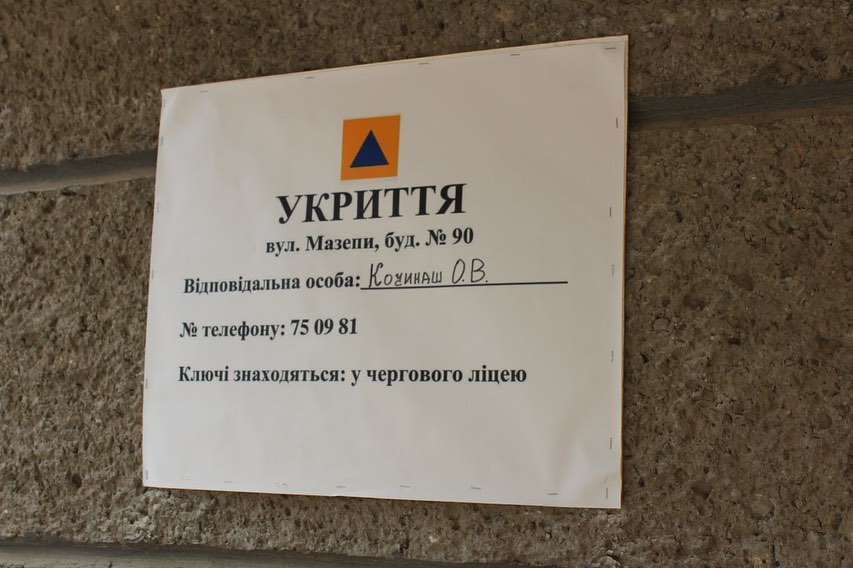 УКРИТТЯ
вул. Мазепи, буд. № 90
Відповідальна особа: О.В.
№ телефону: 75 09 81
Ключі знаходяться: у чергового ліцею